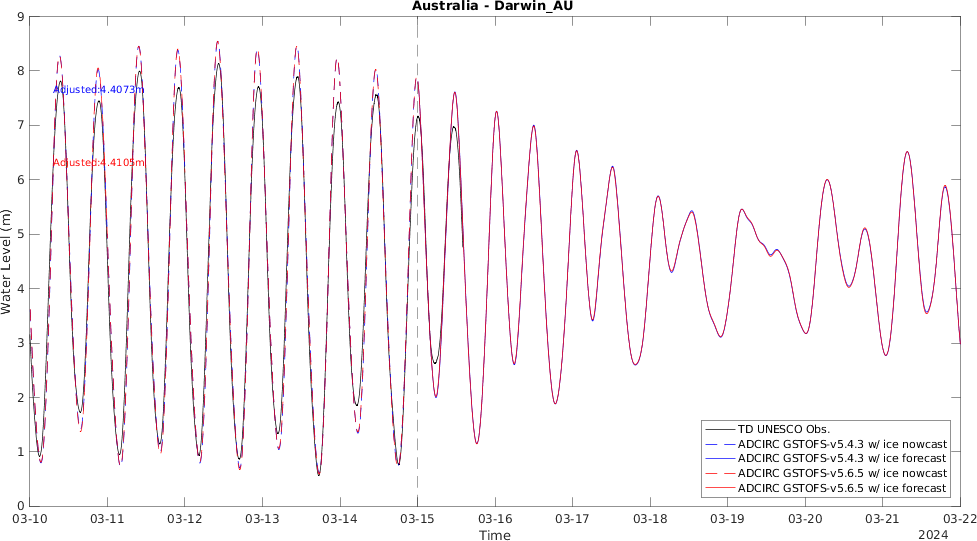 Australia - Darwin_AU
9
8
7
6
5
4
3
2
1
0
Water Level (m)
Adjusted:4.4073m
Adjusted:4.4105m
TD UNESCO Obs.
ADCIRC GSTOFS-v5.4.3 w/ ice nowcast
ADCIRC GSTOFS-v5.4.3 w/ ice forecast
ADCIRC GSTOFS-v5.6.5 w/ ice nowcast
ADCIRC GSTOFS-v5.6.5 w/ ice forecast
03-10 03-11 03-12 03-13 03-14 03-15 03-16 03-17 03-18 03-19 03-20 03-21 03-22
Time
2024